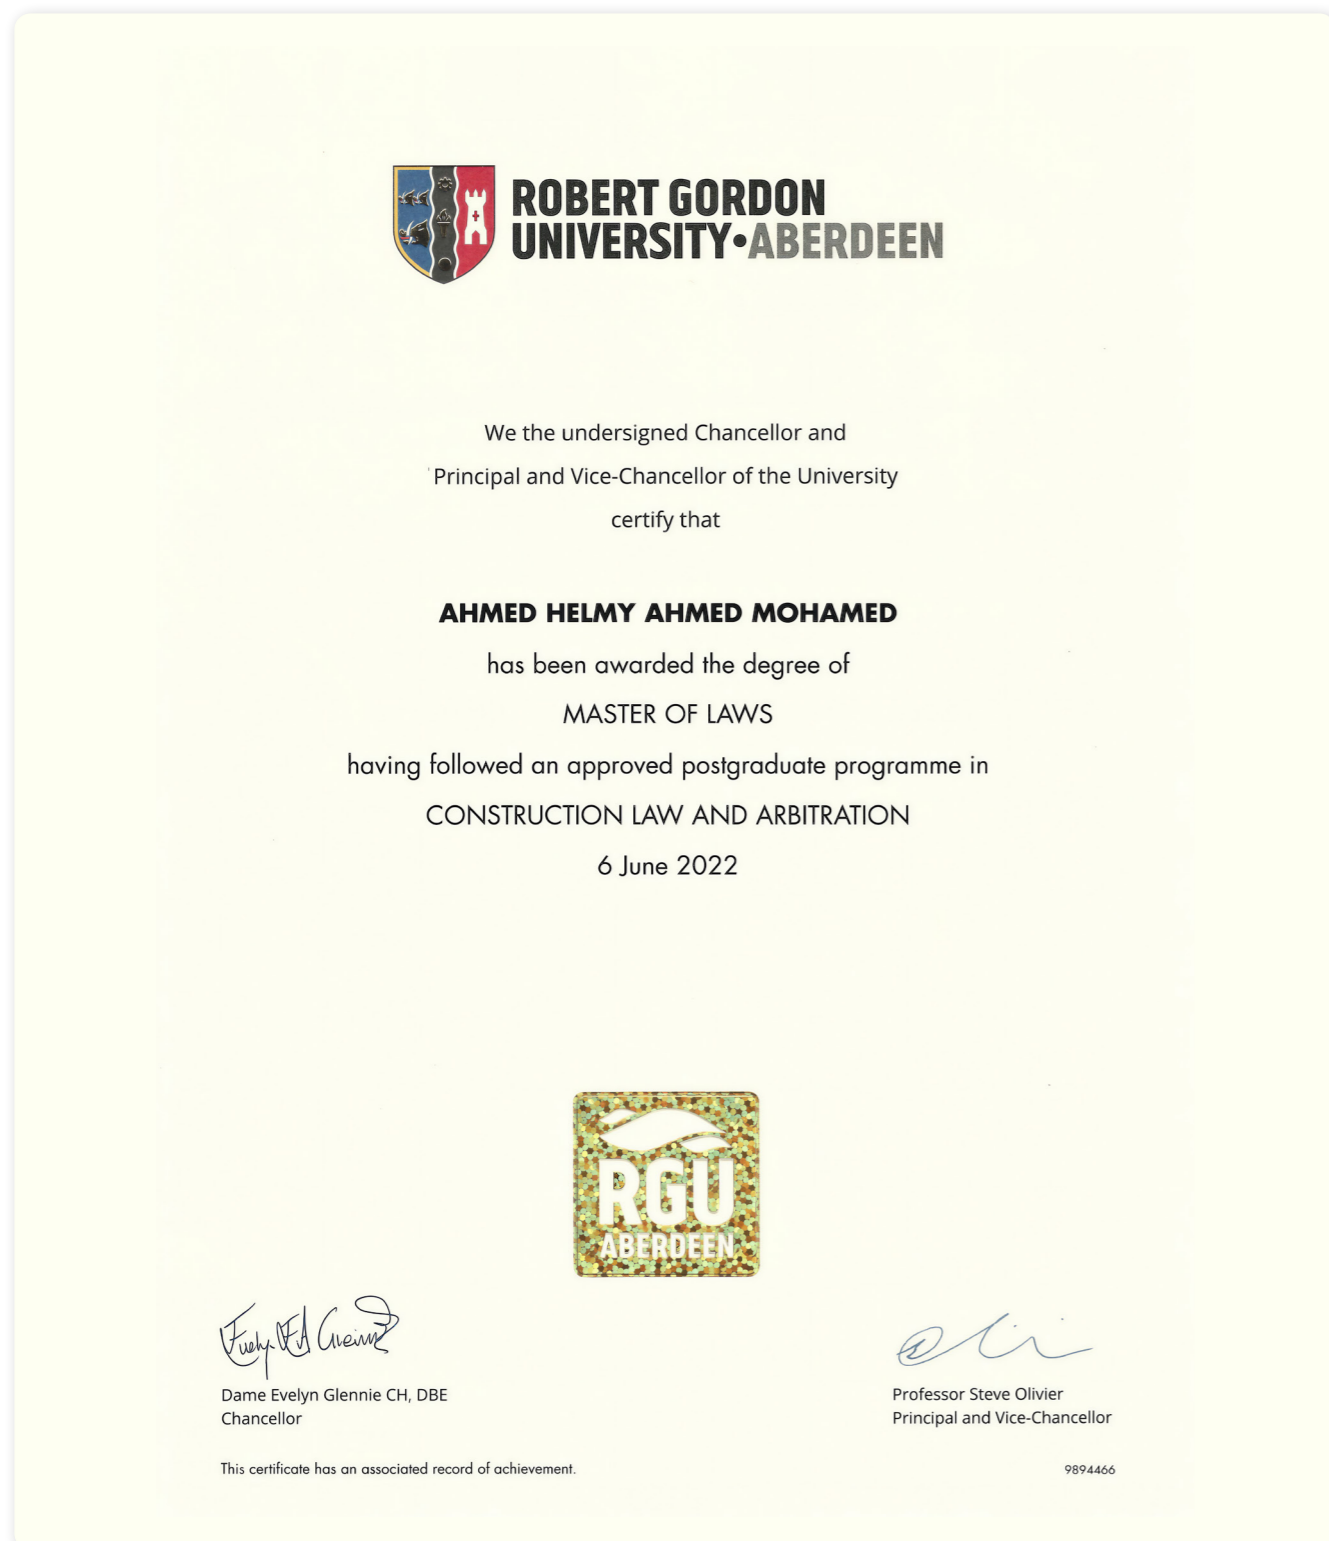 ROBERT GORDON
UNIVERSITY•ABERDEEN
We the undersigned Chancellor and
Principal and Vice-Chancellor of the University
certify that
AHMED HELMY AHMED MOHAMED
has been awarded the degree of
MASTER OF LAWS
having followed an approved postgraduate programme in
CONSTRUCTION LAW AND ARBITRATION
6 June 2022
RGU
ABERDEEN
Dame Evelyn Glennie CH, DBE
Chancellor
Professor Steve Olivier
Principal and Vice-Chancellor
This certificate has an associated record of achievement.
9894466